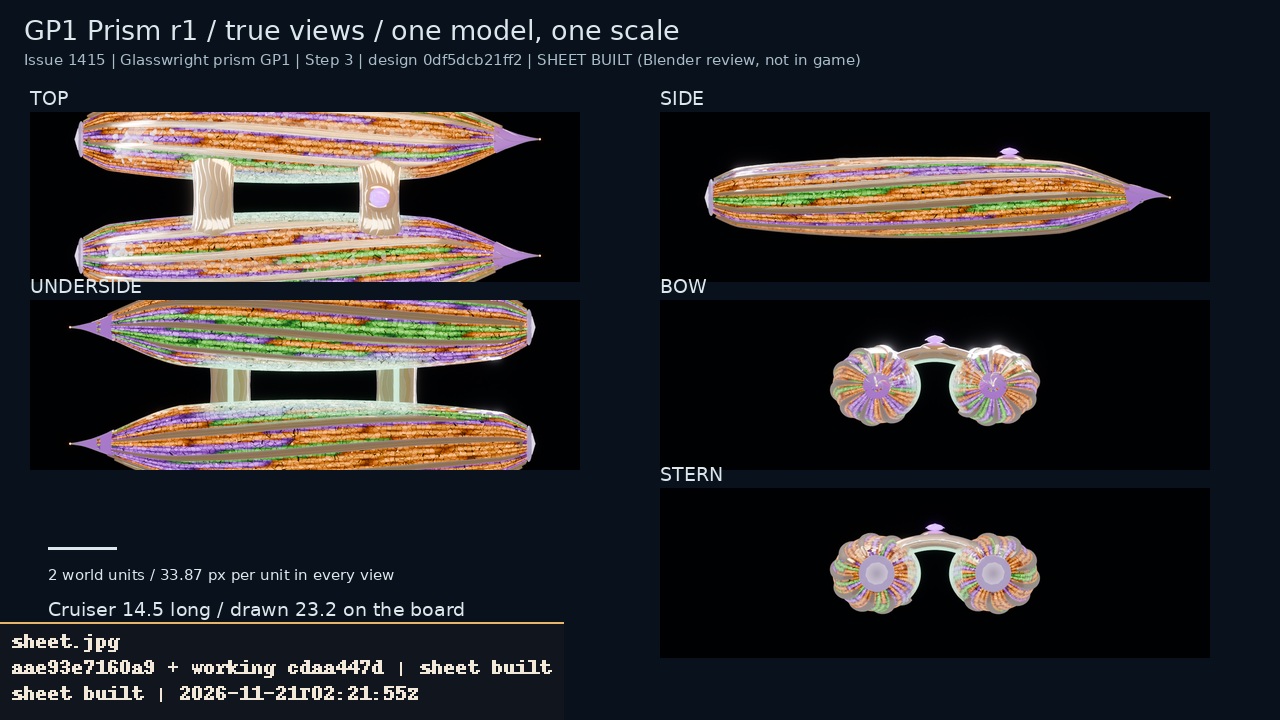 GP1 Prism r1 / true views / one model, one scale
Issue 1415 | Glasswright prism GP1 | Step 3 | design 0df5dcb21ff2 | SHEET BUILT (Blender review, not in game)
TOP
SIDE
UNDERSIDE
BOW
STERN
2 world units / 33.87 px per unit in every view
Cruiser 14.5 long / drawn 23.2 on the board
sheet.jpg
aae93e7160a9 + working cdaa447d | sheet built
sheet built | 2026-11-21T02:21:55Z